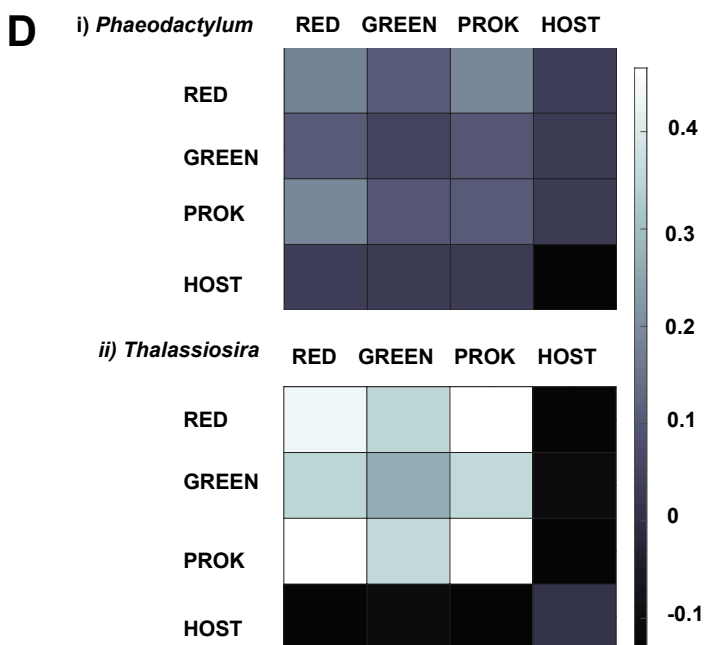 D i) Phaeodactylum RED GREEN PROK HOST
RED
GREEN
PROK
HOST
0.4
0.3
0.2
0.1
0
-0.1
ii) Thalassiosira RED GREEN PROK HOST
RED
GREEN
PROK
HOST